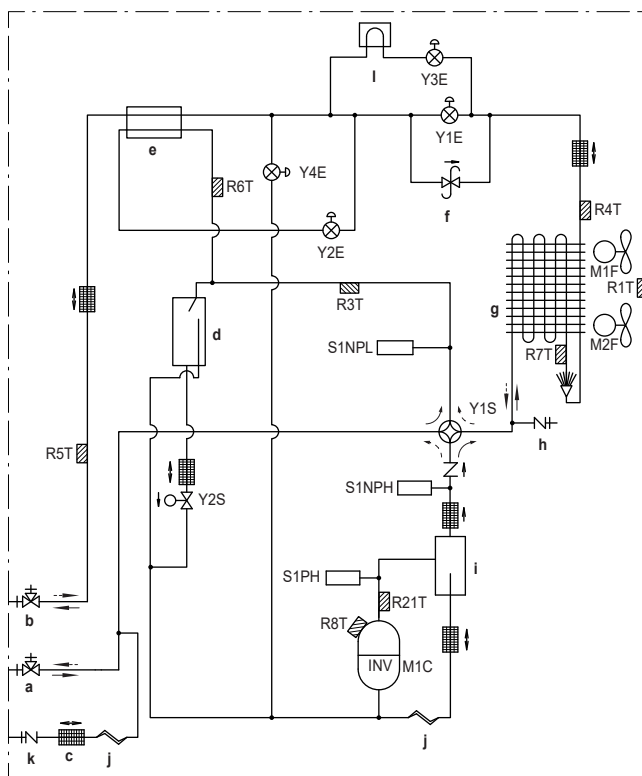 l
Y3E
Y1E
e
R6T
Y4E
f
R4T
Y2E
M1F
R1T
g
R3T
d
M2F
S1NPL
R7T
Y1S
h
R5T
S1NPH
Y2S
S1PH
i
R21T
b
R8T
INV
M1C
a
j
k
c
j